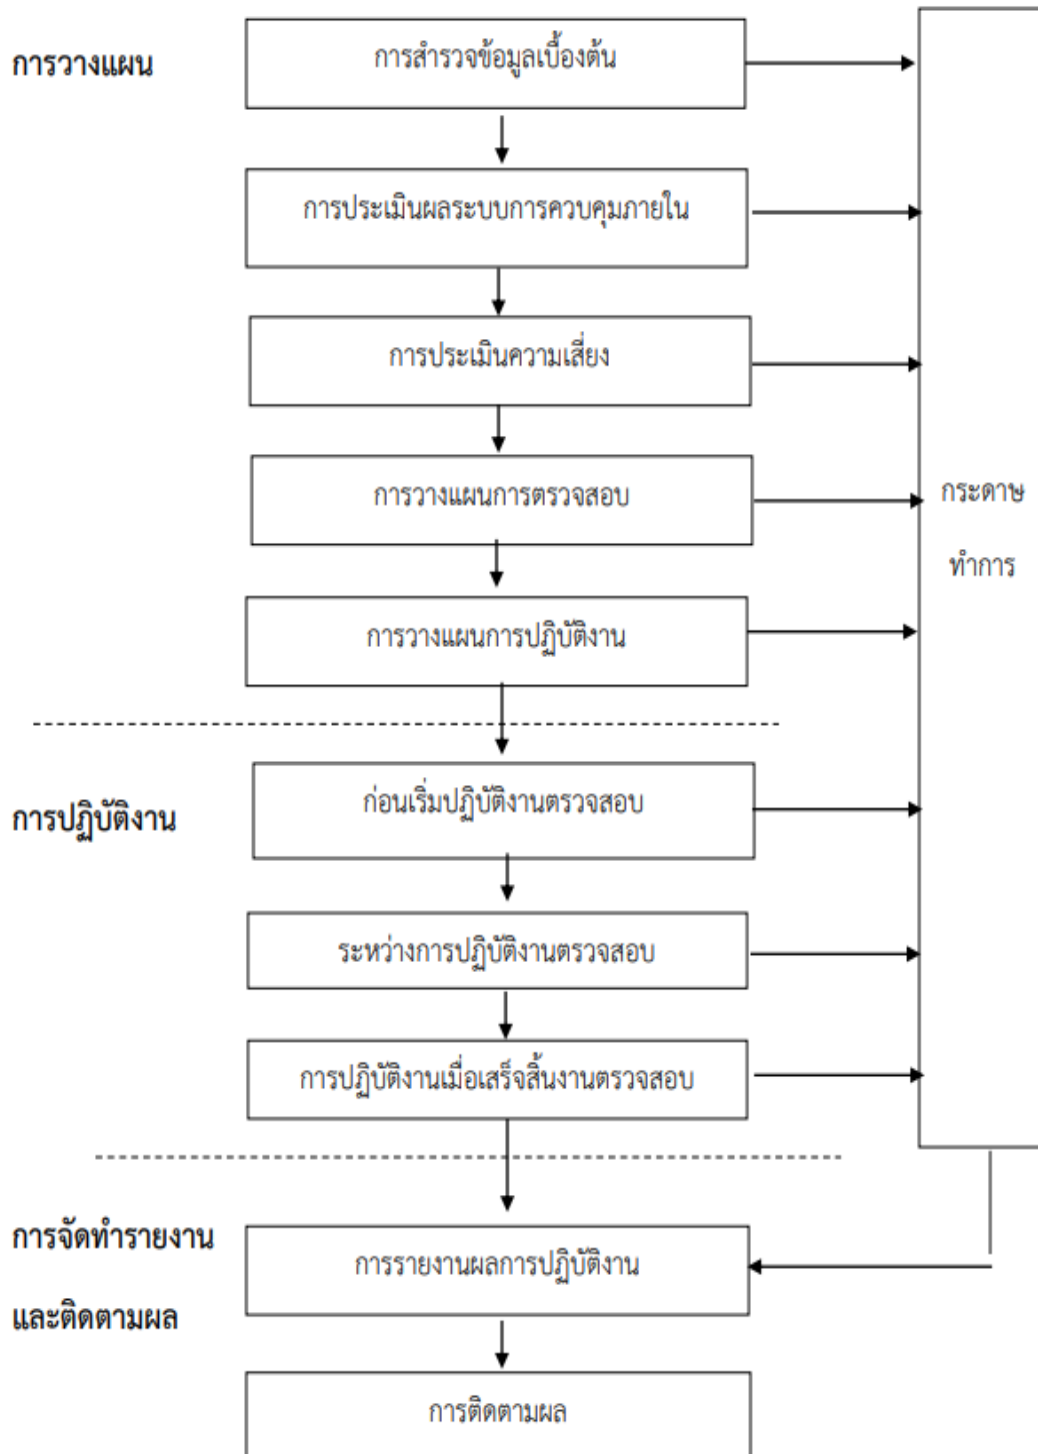 การวางแผน
การสำรวจข้อมูลเบื้องต้น
การประเมินผลระบบการควบคุมภายใน
การประเมินความเสี่ยง
การวางแผนการตรวจสอบ
กระดาษ
ทำการ
การวางแผนการปฏิบัติงาน
การปฏิบัติงาน
ก่อนเริ่มปฏิบัติงานตรวจสอบ
ระหว่างการปฏิบัติงานตรวจสอบ
การปฏิบัติงานเมื่อเสร็จสิ้นงานตรวจสอบ
การจัดทำรายงาน
และติดตามผล
การรายงานผลการปฏิบัติงาน
การติดตามผล